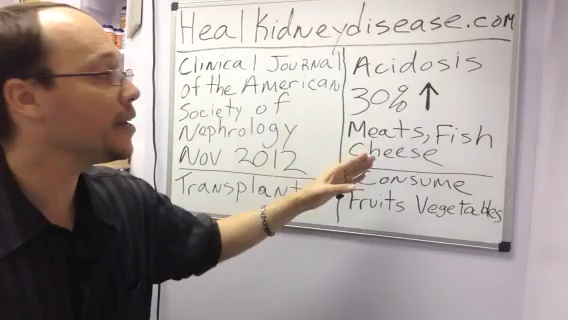 Healkidneydisease.com
Clinical Journal
of the American
Society of
Nephrology
Nov 2012
Transplant
Acidosis
30% ↑
Meats, Fish
Cheese
Consume
Fruits Vegetables